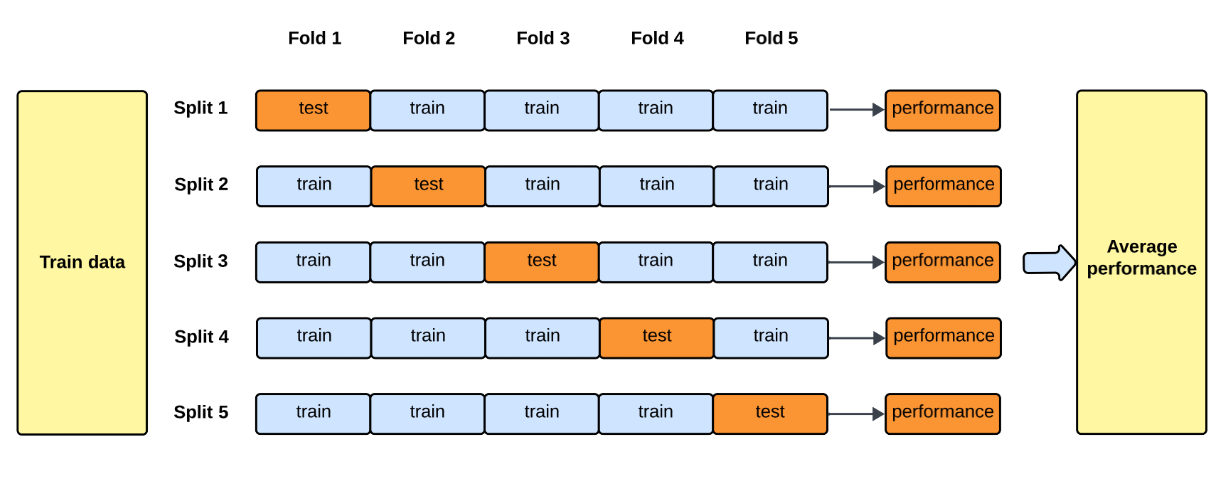 Fold 1 Fold 2 Fold 3 Fold 4 Fold 5
Split 1 test train train train train performance
Split 2 train test train train train performance
Train data
Split 3 train train test train train performance
Average
performance
Split 4 train train train test train performance
Split 5 train train train train test performance